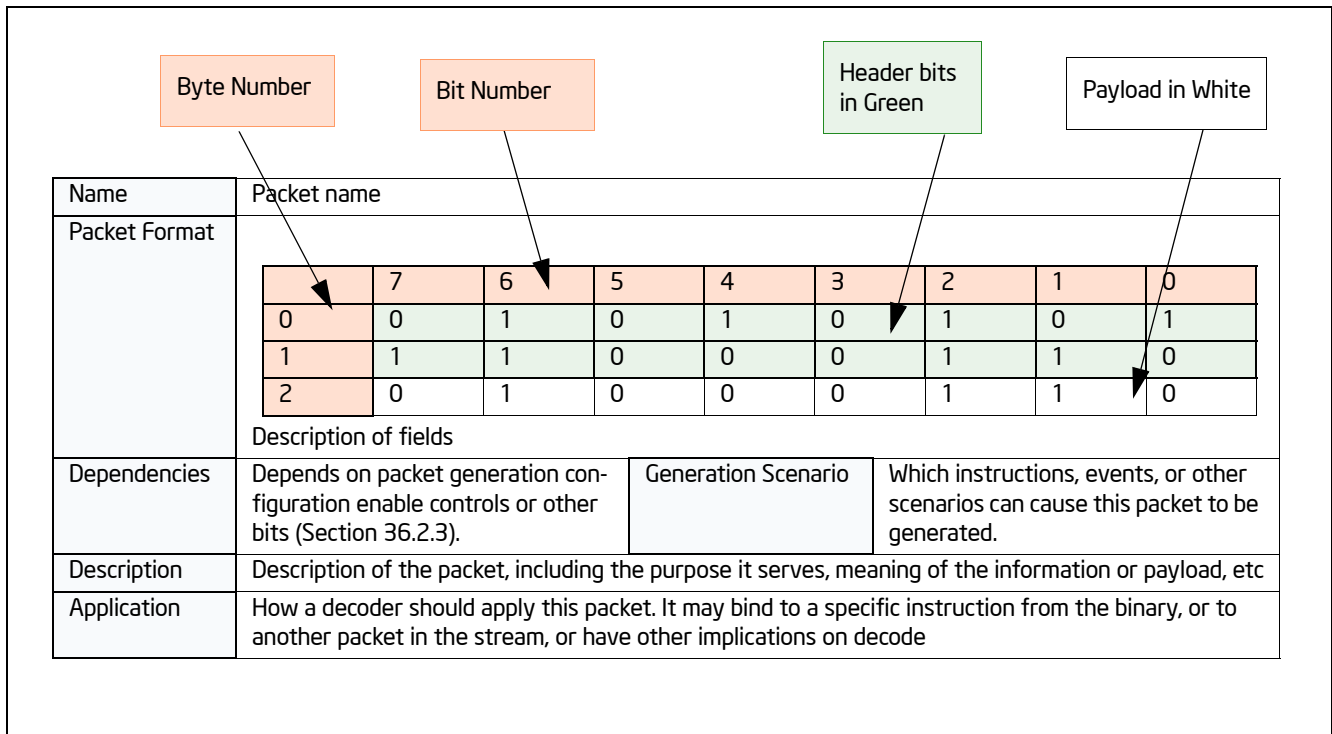 Byte Number
Bit Number
Header bits
in Green
Payload in White
Name Packet name
Packet Format
7 6 5 4 3 2 1 0
0 0 1 0 1 0 1 0 1
1 1 1 0 0 0 1 1 0
2 0 1 0 0 0 1 1 0
Description of fields
Dependencies
Depends on packet generation con-
figuration enable controls or other
bits (Section 36.2.3).
Generation Scenario
Which instructions, events, or other
scenarios can cause this packet to be
generated.
Description Description of the packet, including the purpose it serves, meaning of the information or payload, etc
Application How a decoder should apply this packet. It may bind to a specific instruction from the binary, or to
another packet in the stream, or have other implications on decode